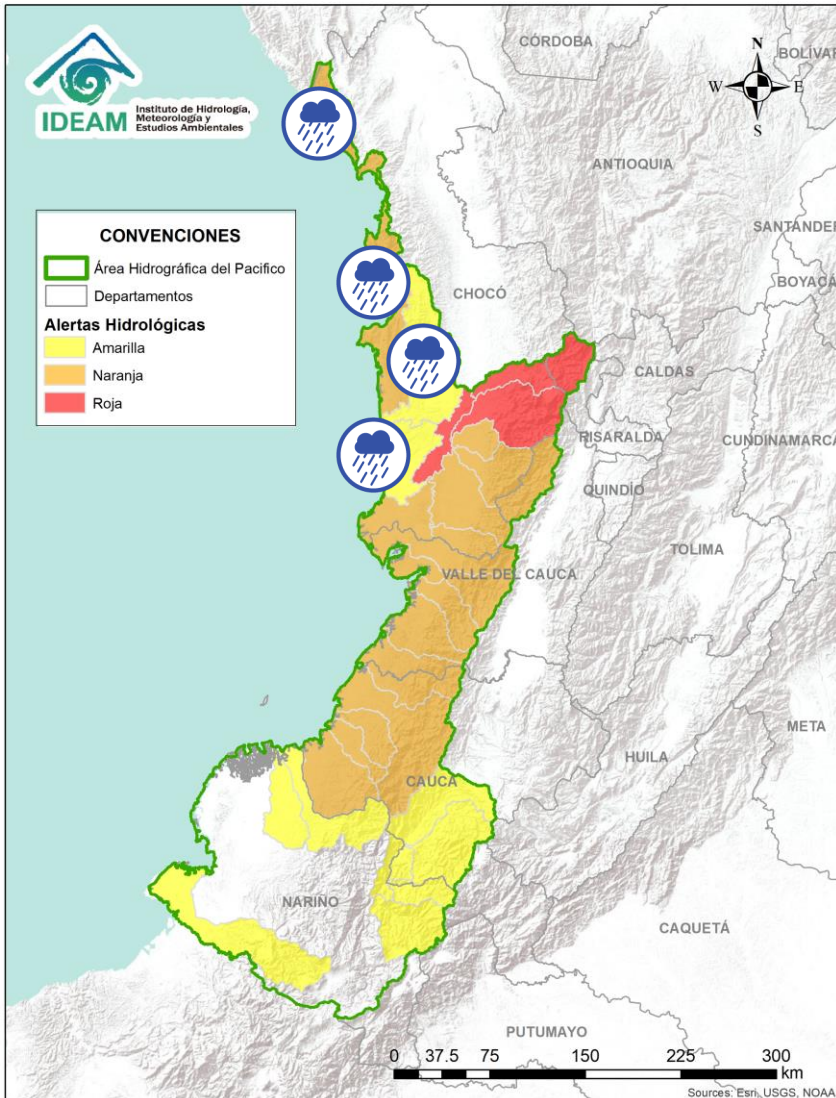 IDEAM
Instituto de Hidrología,
Meteorología y
Estudios Ambientales
CÓRDOBA
BOLÍVAR
N
W E
S
ANTIOQUIA
SANTANDER
CONVENCIONES
Área Hidrográfica del Pacifico
Departamentos
Alertas Hidrológicas
Amarilla
Naranja
Roja
BOYACÁ
CHOCÓ
CALDAS
RISARALDA
CUNDINAMARCA
QUINDÍO
TOLIMA
VALLE DEL CAUCA
META
HUILA
CAUCA
NARIÑO
CAQUETÁ
PUTUMAYO
0 37.5 75 150 225 300
km
Sources: Esri, USGS, NOAA